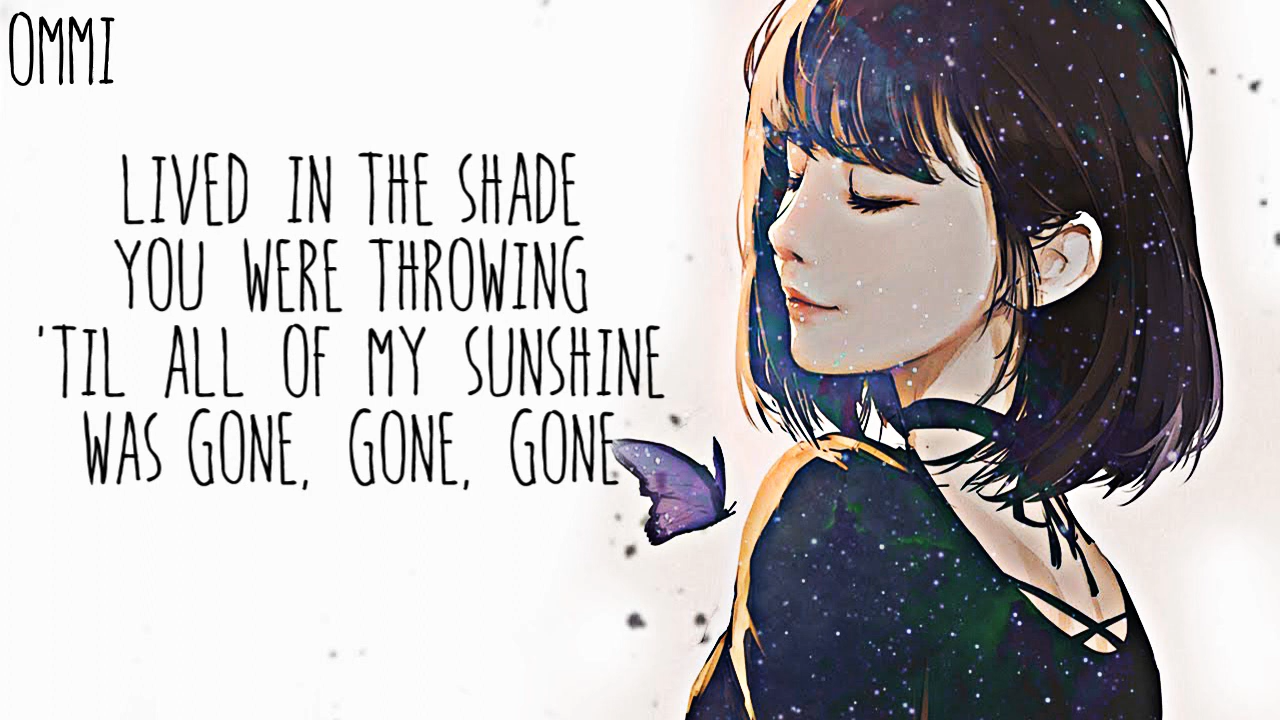 OMMI
LIVED IN THE SHADE
YOU WERE THROWING
'TIL ALL OF MY SUNSHINE
WAS GONE, GONE, GONE